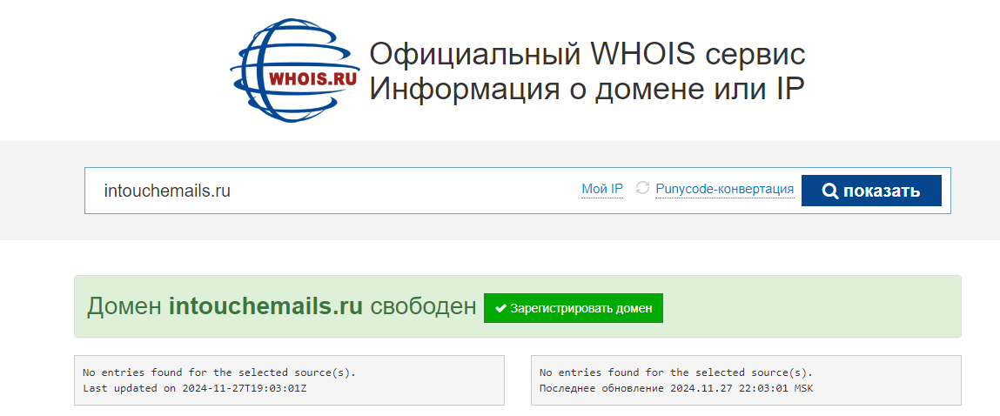 WHOIS.RU
Официальный WHOIS сервис
Информация о домене или IP
intouchemails.ru
Мой IP
Punycode-конвертация
показать
Домен intouchemails.ru свободен
Зарегистрировать домен
No entries found for the selected source(s).
Last updated on 2024-11-27T19:03:01Z
No entries found for the selected source(s).
Последнее обновление 2024.11.27 22:03:01 MSK